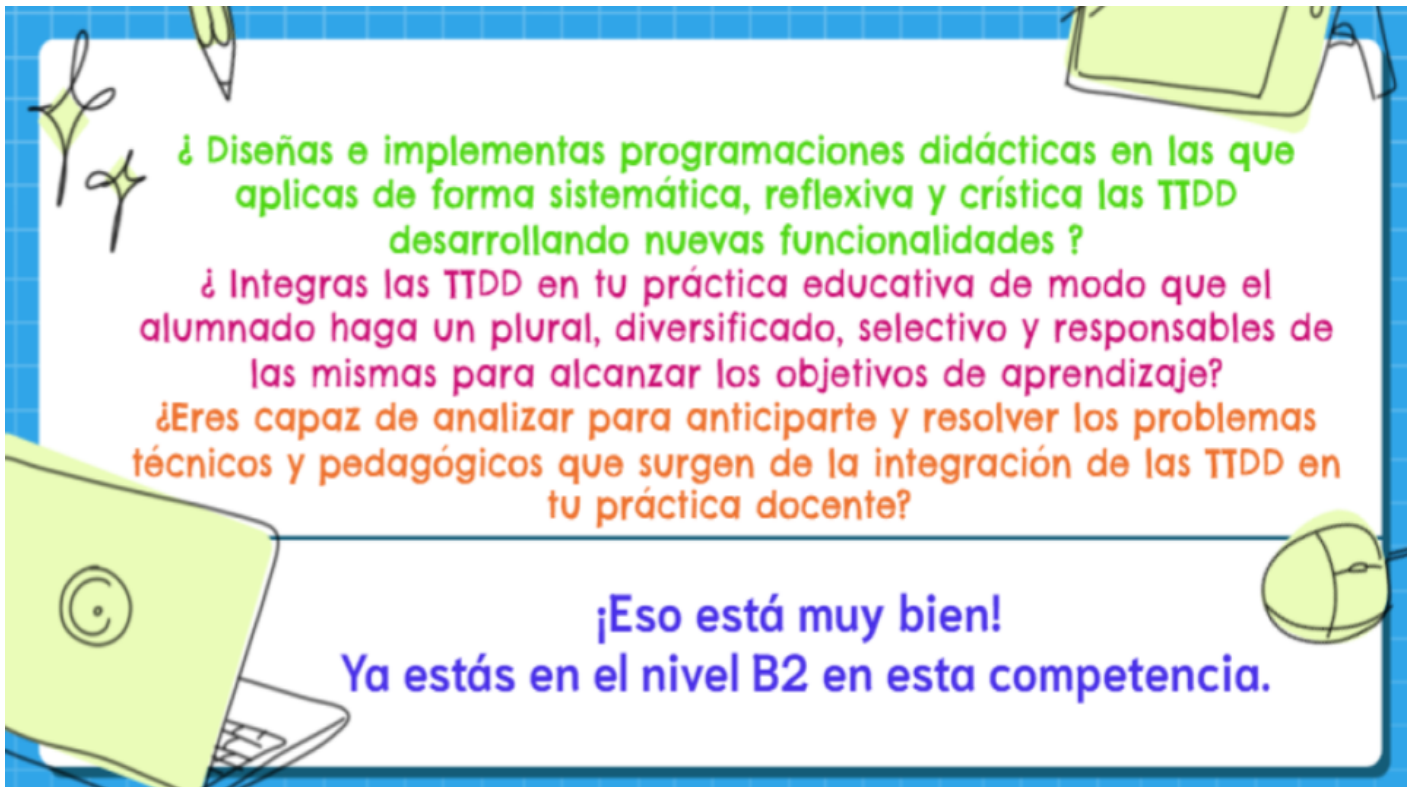 ¿ Diseñas e implementas programaciones didácticas en las que
aplicas de forma sistemática, reflexiva y crística las TTDD
desarrollando nuevas funcionalidades ?
¿ Integras las TTDD en tu práctica educativa de modo que el
alumnado haga un plural, diversificado, selectivo y responsables de
las mismas para alcanzar los objetivos de aprendizaje?
¿Eres capaz de analizar para anticiparte y resolver los problemas
técnicos y pedagógicos que surgen de la integración de las TTDD en
tu práctica docente?
¡Eso está muy bien!
Ya estás en el nivel B2 en esta competencia.